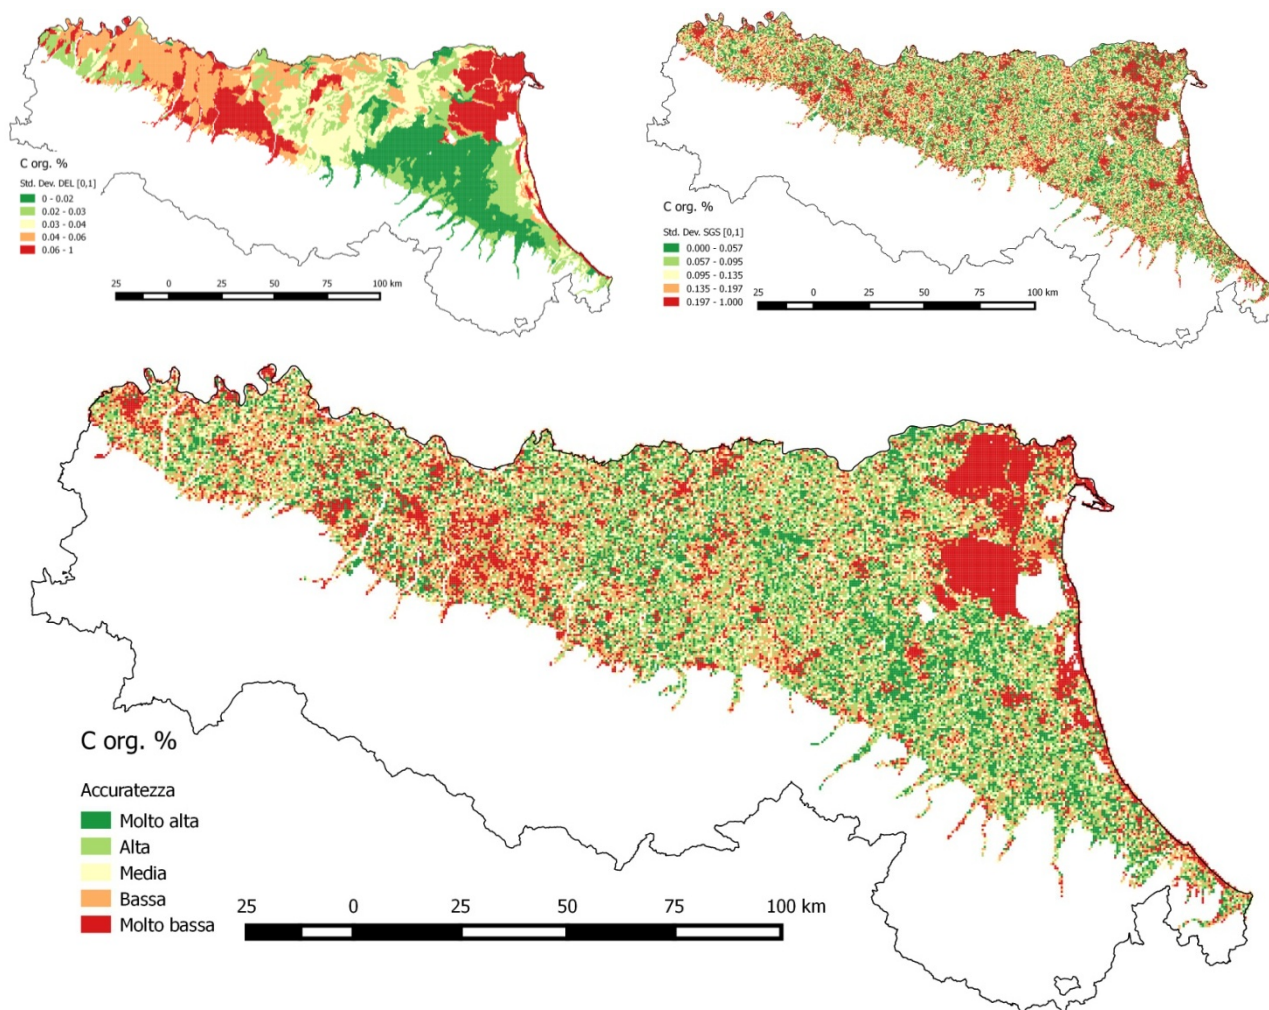 C org. %
Std. Dev. DEL [0,1]
0 - 0.02
0.02 - 0.03
0.03 - 0.04
0.04 - 0.06
0.06 - 1
25 0 25 50 75 100 km
C org. %
Std. Dev. SGS [0,1]
0.000 - 0.057
0.057 - 0.095
0.095 - 0.135
0.135 - 0.197
0.197 - 1.000
25 0 25 50 75 100 km
C org. %
Accuratezza
Molto alta
Alta
Media
Bassa
Molto bassa
25 0 25 50 75 100 km